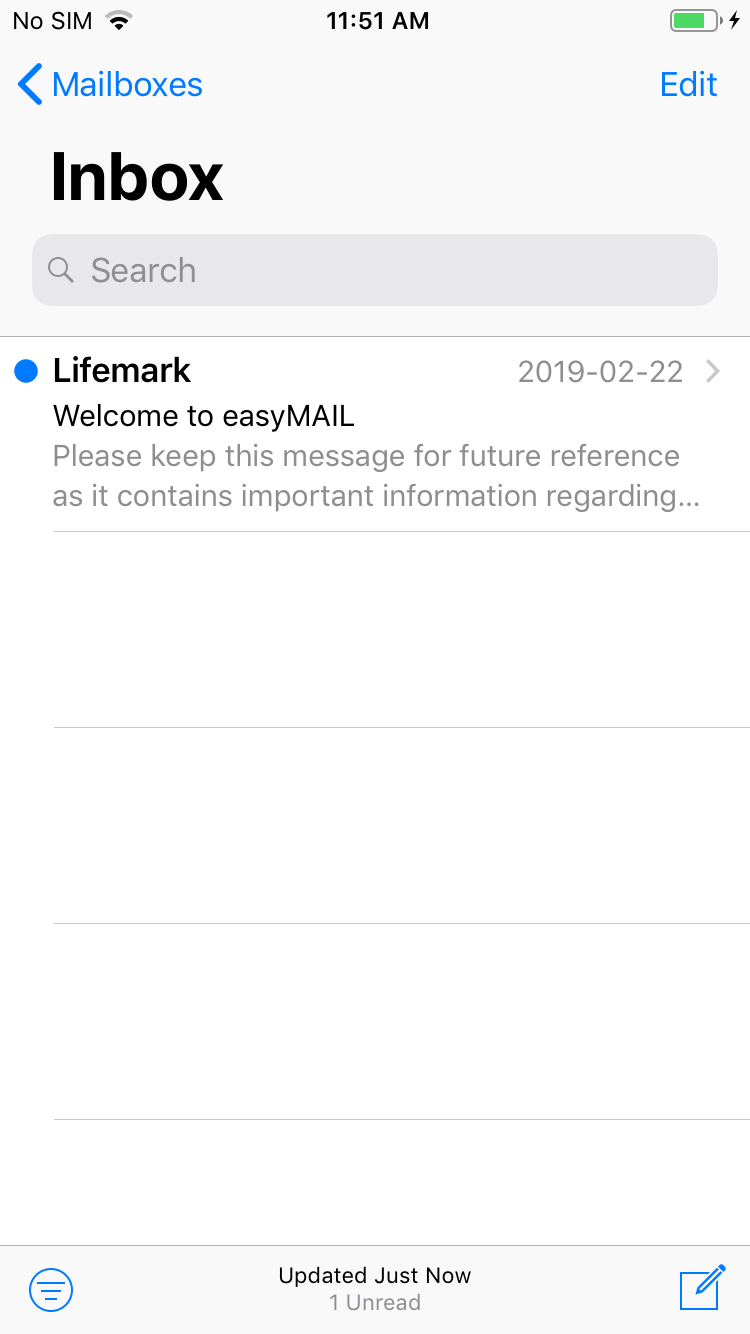 No SIM 11:51 AM
Mailboxes Edit
Inbox
Search
Lifemark 2019-02-22
Welcome to easyMAIL
Please keep this message for future reference
as it contains important information regarding...
Updated Just Now
1 Unread